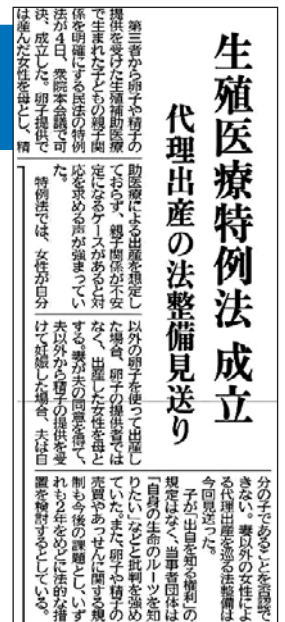 生殖医療特例法 成立
代理出産の法整備見送り
第三者から卵子や精子の
提供を受けた生殖補助医療
で生まれた子どもの親子関
係を明確にする民法の特例
法が4日、衆院本会議で可
決、成立した。卵子提供で
は産んだ女性を母とし、精
助医療による出産を想定し
ておらず、親子関係が不安
定になるケースがあると対
応を求める声が強まってい
た。
特例法では、女性が自分
以外の卵子を使って出産し
た場合、卵子の提供者では
なく、出産した女性を母と
する。妻が夫の同意を得て、
夫以外から精子の提供を受
けて妊娠した場合、夫は自
分の子であることを否認で
きない。妻以外の女性によ
る代理出産を巡る法整備は
今回見送った。
子が「出自を知る権利」の
規定はなく、当事者団体は
「自身の生命のルーツを知
りたい」などと批判を強め
ていた。また、卵子や精子の
売買やあっせんに関する規
制も今後の課題とし、いず
れも2年をめどに法的な措
置を検討するとしている。